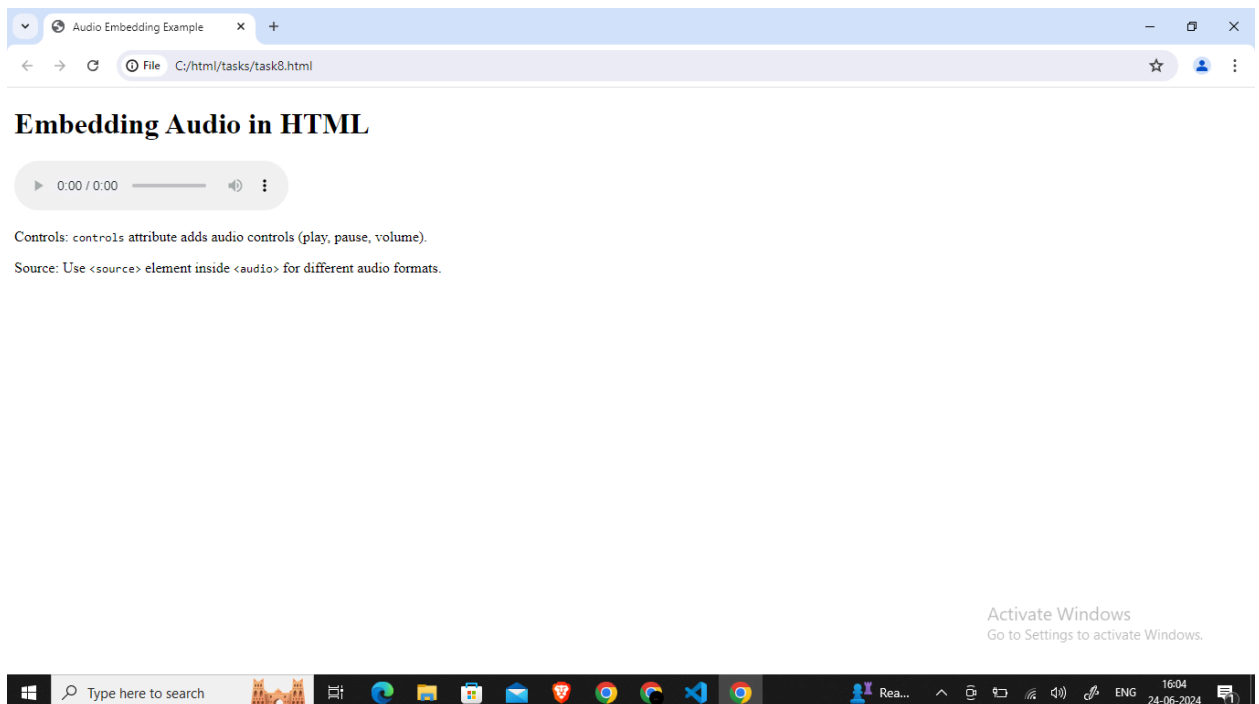 Audio Embedding Example
File C:/html/tasks/task8.html
Embedding Audio in HTML
0:00 / 0:00
Controls: controls attribute adds audio controls (play, pause, volume).
Source: Use <source> element inside <audio> for different audio formats.
Activate Windows
Go to Settings to activate Windows.
Type here to search
Rea...
ENG
16:04
24-06-2024
1